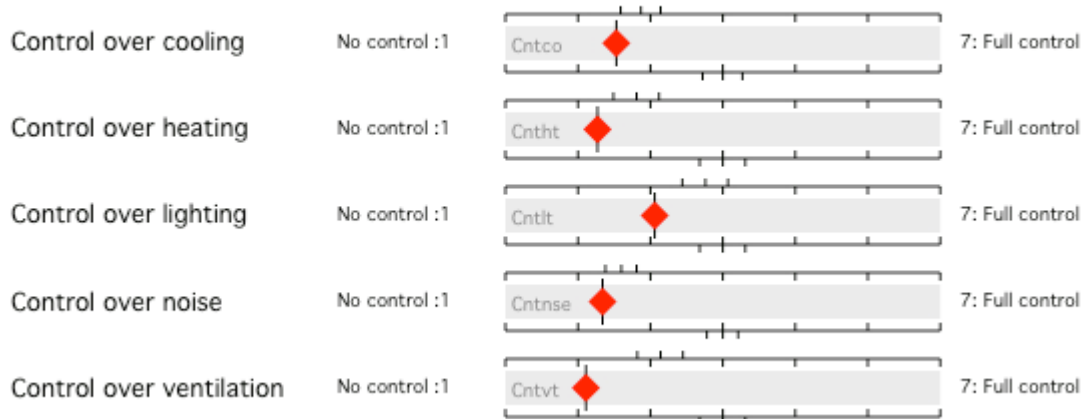 Control over cooling No control :1 Cntco 7: Full control
Control over heating No control :1 Cntht 7: Full control
Control over lighting No control :1 Cntlt 7: Full control
Control over noise No control :1 Cntnse 7: Full control
Control over ventilation No control :1 Cntvt 7: Full control